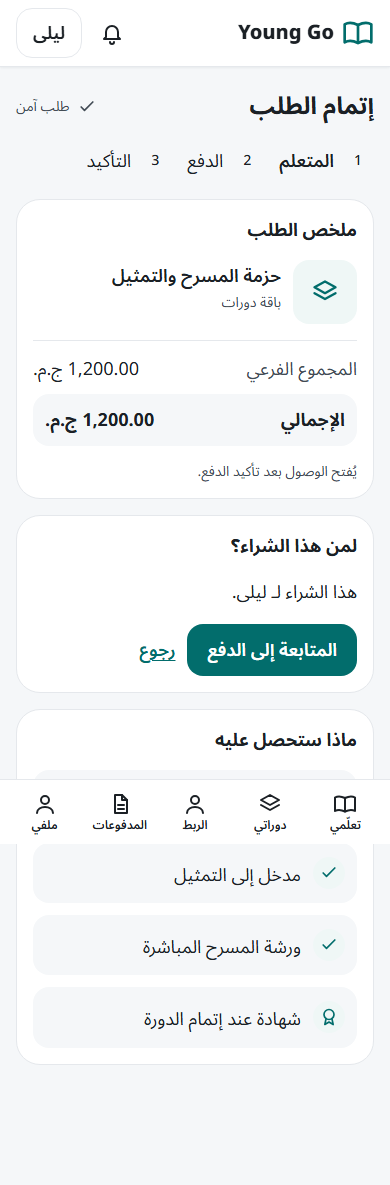 Young Go
ليلى
إتمام الطلب
طلب آمن
1 المتعلم 2 الدفع 3 التأكيد
ملخص الطلب
حزمة المسرح والتمثيل
باقة دورات
المجموع الفرعي 1,200.00 ج.م.
الإجمالي 1,200.00 ج.م.
يُفتح الوصول بعد تأكيد الدفع.
لمن هذا الشراء؟
هذا الشراء لـ ليلى.
المتابعة إلى الدفع رجوع
ماذا ستحصل عليه
تعلّمي دوراتي الربط المدفوعات ملفي
مدخل إلى التمثيل
ورشة المسرح المباشرة
شهادة عند إتمام الدورة